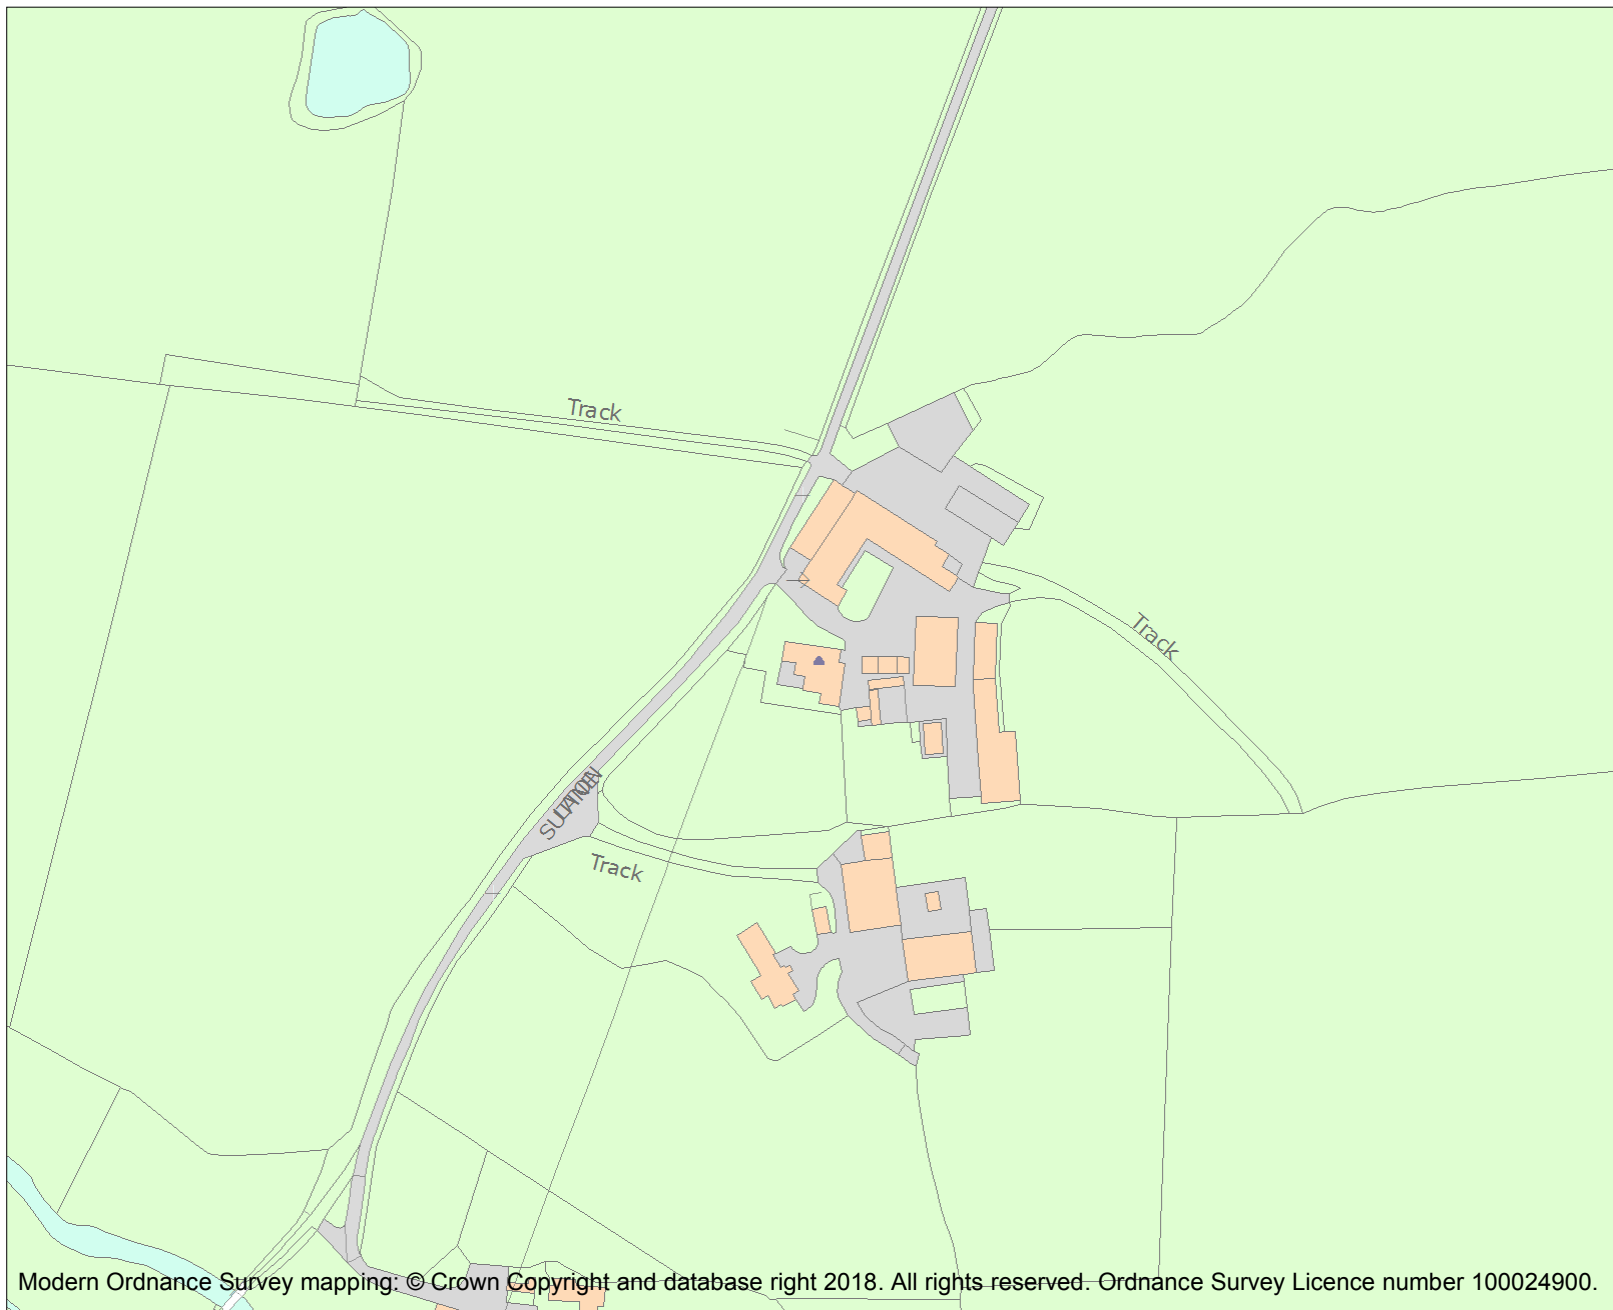 Track
Track
Track
Modern Ordnance Survey mapping: © Crown Copyright and database right 2018. All rights reserved. Ordnance Survey Licence number 100024900.